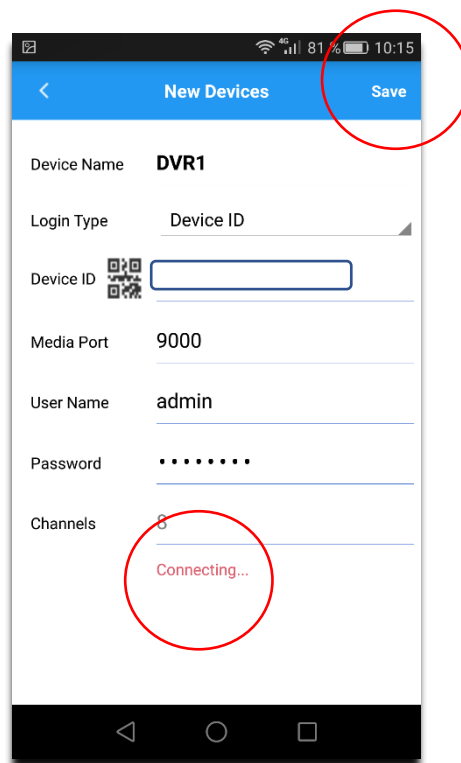 4G 81 % 10:15
New Devices Save
Device Name DVR1
Login Type Device ID
Device ID
Media Port 9000
User Name admin
Password ••••••••
Channels 8
Connecting...